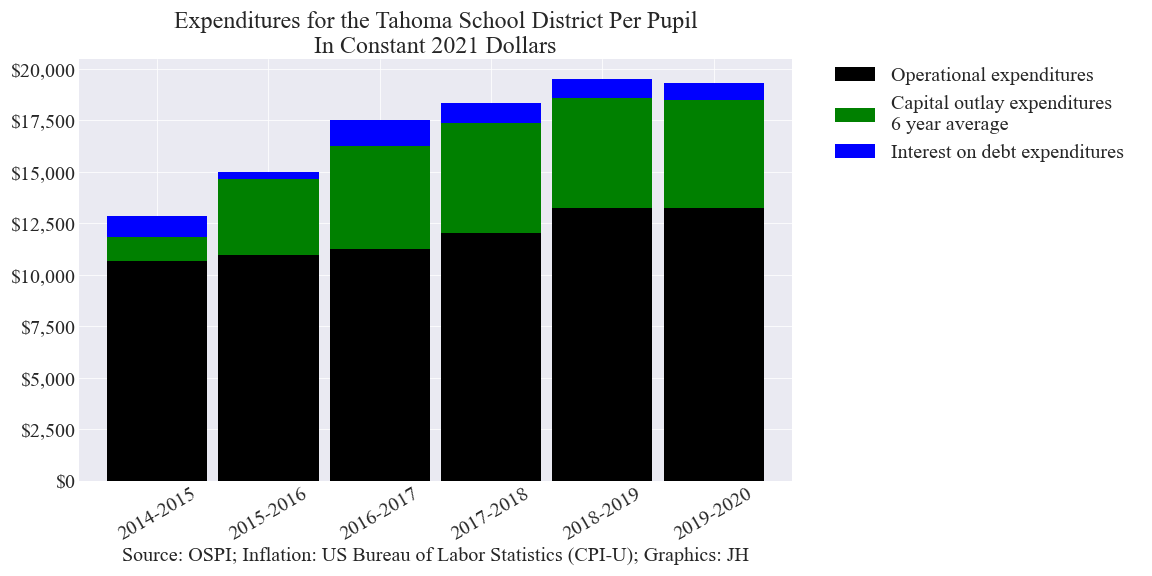 Expenditures for the Tahoma School District Per Pupil
In Constant 2021 Dollars
$20,000
$17,500
$15,000
$12,500
$10,000
$7,500
$5,000
$2,500
$0
2014-2015
2015-2016
2016-2017
2017-2018
2018-2019
2019-2020
Source: OSPI; Inflation: US Bureau of Labor Statistics (CPI-U); Graphics: JH
Operational expenditures
Capital outlay expenditures
6 year average
Interest on debt expenditures